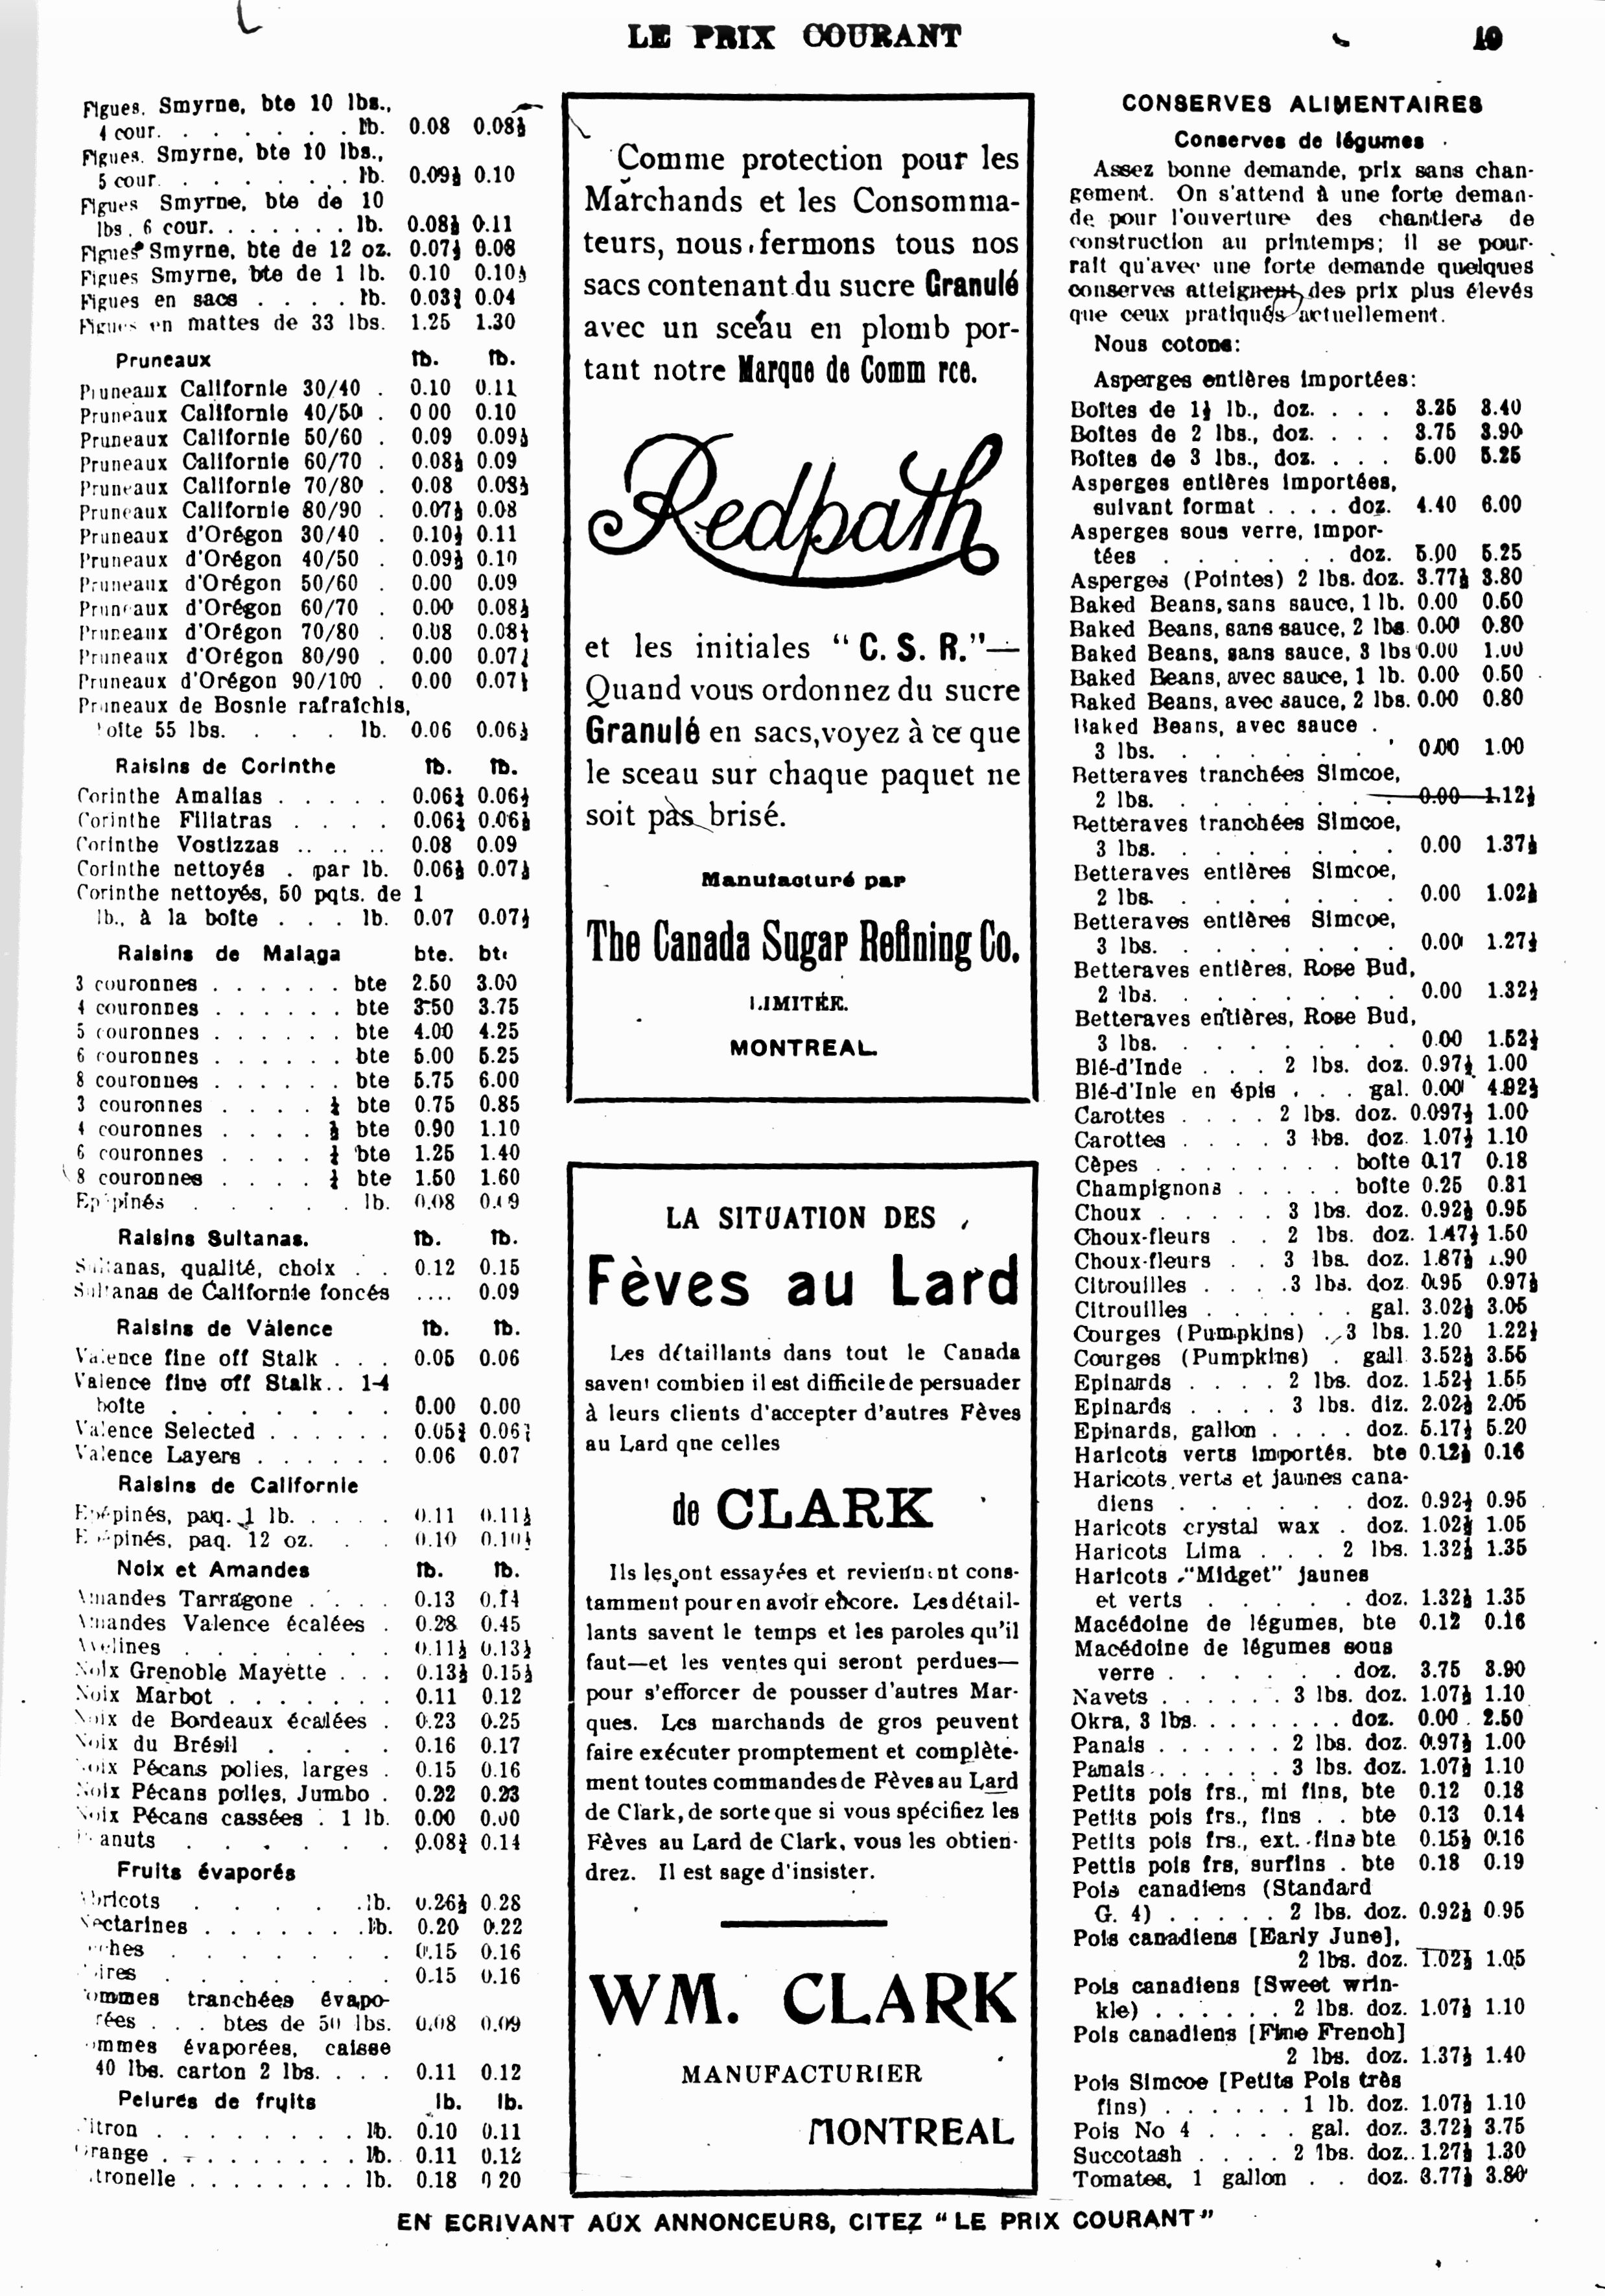 LE PRIX COURANT
19
Figues, Smyrne, bte 10 lbs.,
4 cour. . . . . . . . lb. 0.08 0.08½
Figues, Smyrne, bte 10 lbs.,
5 cour. . . . . . . . lb. 0.09½ 0.10
Figues Smyrne, bte de 10
lbs. 6 cour. . . . . . . lb. 0.08½ 0.11
Figues Smyrne, bte de 12 oz. 0.07½ 0.08
Figues Smyrne, bte de 1 lb. 0.10 0.10½
Figues en sacs . . . . lb. 0.03¾ 0.04
Figues en mattes de 33 lbs. 1.25 1.30
Pruneaux lb. lb.
Pruneaux Californie 30/40 . 0.10 0.11
Pruneaux Californie 40/50 . 0 00 0.10
Pruneaux Californie 50/60 . 0.09 0.09½
Pruneaux Californie 60/70 . 0.08½ 0.09
Pruneaux Californie 70/80 . 0.08 0.08½
Pruneaux Californie 80/90 . 0.07½ 0.08
Pruneaux d'Orégon 30/40 . 0.10½ 0.11
Pruneaux d'Orégon 40/50 . 0.09½ 0.10
Pruneaux d'Orégon 50/60 . 0.00 0.09
Pruneaux d'Orégon 60/70 . 0.00 0.08½
Pruneaux d'Orégon 70/80 . 0.08 0.08¼
Pruneaux d'Orégon 80/90 . 0.00 0.07¾
Pruneaux d'Orégon 90/100 . 0.00 0.07¼
Pruneaux de Bosnie rafraîchis,
boîte 55 lbs. . . . lb. 0.06 0.06½
Raisins de Corinthe lb. lb.
Corinthe Amalias . . . . . 0.06¼ 0.06½
Corinthe Filiatras . . . . 0.06¼ 0.06½
Corinthe Vostizzas .. .. .. 0.08 0.09
Corinthe nettoyés . par lb. 0.06½ 0.07½
Corinthe nettoyés, 50 pqts. de 1
lb., à la boîte . . . lb. 0.07 0.07½
Raisins de Malaga bte. bte
3 couronnes . . . . . . bte 2.50 3.00
4 couronnes . . . . . . bte 3.50 3.75
5 couronnes . . . . . . bte 4.00 4.25
6 couronnes . . . . . . bte 5.00 5.25
8 couronnes . . . . . . bte 5.75 6.00
3 couronnes . . . . ¼ bte 0.75 0.85
4 couronnes . . . . ¼ bte 0.90 1.10
6 couronnes . . . . ¼ bte 1.25 1.40
8 couronnes . . . . ¼ bte 1.50 1.60
Epépinés . . . . . lb. 0.08 0.09
Raisins Sultanas. lb. lb.
Sultanas, qualité, choix . . 0.12 0.15
Sultanas de Californie foncés .... 0.09
Raisins de Valence lb. lb.
Valence fine off Stalk . . . 0.05 0.06
Valence fine off Stalk.. 1-4
boîte . . . . . . . 0.00 0.00
Valence Selected . . . . . . 0.05¾ 0.06¾
Valence Layers . . . . . . 0.06 0.07
Raisins de Californie
Epépinés, paq. 1 lb. . . . . 0.11 0.11½
Epépinés, paq. 12 oz. . . 0.10 0.10½
Noix et Amandes lb. lb.
Amandes Tarragone . . . . 0.13 0.14
Amandes Valence écalées . 0.28 0.45
Avelines . . . . . . . 0.11½ 0.13½
Noix Grenoble Mayette . . . 0.13½ 0.15½
Noix Marbot . . . . . . . 0.11 0.12
Noix de Bordeaux écalées . 0.23 0.25
Noix du Brésil . . . . 0.16 0.17
Noix Pécans polies, larges . 0.15 0.16
Noix Pécans polies, Jumbo . 0.22 0.23
Noix Pécans cassées . 1 lb. 0.00 0.00
Peanuts . . . . . . 0.08¾ 0.14
Fruits évaporés
Abricots . . . . . .lb. 0.26½ 0.28
Nectarines . . . . . . .lb. 0.20 0.22
Pêches . . . . . . . 0.15 0.16
Poires . . . . . . . 0.15 0.16
Pommes tranchées évapo-
rées . . . btes de 50 lbs. 0.08 0.09
Pommes évaporées, caisse
40 lbs. carton 2 lbs. . . . 0.11 0.12
Pelures de fruits lb. lb.
Citron . . . . . . . . lb. 0.10 0.11
Orange . . . . . . . . lb. 0.11 0.12
Citronelle . . . . . . . . lb. 0.18 0 20
Comme protection pour les
Marchands et les Consomma-
teurs, nous fermons tous nos
sacs contenant du sucre Granulé
avec un sceau en plomb por-
tant notre Marque de Comm rce.
Redpath
et les initiales "C. S. R."—
Quand vous ordonnez du sucre
Granulé en sacs, voyez à ce que
le sceau sur chaque paquet ne
soit pas brisé.
Manufacturé par
The Canada Sugar Refining Co.
LIMITÉE.
MONTREAL.
LA SITUATION DES
Fèves au Lard
Les détaillants dans tout le Canada
savent combien il est difficile de persuader
à leurs clients d'accepter d'autres Fèves
au Lard qne celles
de CLARK
Ils les ont essayées et reviennent cons-
tamment pour en avoir encore. Les détail-
lants savent le temps et les paroles qu'il
faut—et les ventes qui seront perdues—
pour s'efforcer de pousser d'autres Mar-
ques. Les marchands de gros peuvent
faire exécuter promptement et complète-
ment toutes commandes de Fèves au Lard
de Clark, de sorte que si vous spécifiez les
Fèves au Lard de Clark, vous les obtien-
drez. Il est sage d'insister.
WM. CLARK
MANUFACTURIER
MONTREAL
CONSERVES ALIMENTAIRES
Conserves de légumes
Assez bonne demande, prix sans chan-
gement. On s'attend à une forte deman-
de pour l'ouverture des chantiers de
construction au printemps; il se pour-
rait qu'avec une forte demande quelques
conserves atteignent des prix plus élevés
que ceux pratiqués actuellement.
Nous cotons:
Asperges entières importées:
Boîtes de 1½ lb., doz. . . . 3.25 3.40
Boîtes de 2 lbs., doz. . . . 3.75 3.90
Boîtes de 3 lbs., doz. . . . 5.00 5.25
Asperges entières importées,
suivant format . . . . doz. 4.40 6.00
Asperges sous verre, impor-
tées . . . . . . . doz. 5.00 5.25
Asperges (Pointes) 2 lbs. doz. 3.77½ 3.80
Baked Beans, sans sauce, 1 lb. 0.00 0.50
Baked Beans, sans sauce, 2 lbs. 0.00 0.80
Baked Beans, sans sauce, 3 lbs 0.00 1.00
Baked Beans, avec sauce, 1 lb. 0.00 0.50
Baked Beans, avec sauce, 2 lbs. 0.00 0.80
Baked Beans, avec sauce .
3 lbs. . . . . . . 0.00 1.00
Betteraves tranchées Simcoe,
2 lbs. . . . . . . 0.00 1.12½
Betteraves tranchées Simcoe,
3 lbs. . . . . . . . 0.00 1.37½
Betteraves entières Simcoe,
2 lbs. . . . . . . . 0.00 1.02½
Betteraves entières Simcoe,
3 lbs. . . . . . . . 0.00 1.27½
Betteraves entières, Rose Bud,
2 lbs. . . . . . . . 0.00 1.32½
Betteraves entières, Rose Bud,
3 lbs. . . . . . . . 0.00 1.52½
Blé-d'Inde . . . 2 lbs. doz. 0.97½ 1.00
Blé-d'Inle en épis . . . gal. 0.00 4.92½
Carottes . . . . 2 lbs. doz. 0.097½ 1.00
Carottes . . . . 3 lbs. doz. 1.07½ 1.10
Cèpes . . . . . . . . boîte 0.17 0.18
Champignons . . . . . boîte 0.25 0.31
Choux . . . . . 3 lbs. doz. 0.92½ 0.95
Choux-fleurs . . 2 lbs. doz. 1.47½ 1.50
Choux-fleurs . . 3 lbs. doz. 1.87½ 1.90
Citrouilles . . . . 3 lbs. doz. 0.95 0.97½
Citrouilles . . . . . . gal. 3.02½ 3.05
Courges (Pumpkins) . 3 lbs. 1.20 1.22½
Courges (Pumpkins) . gall 3.52½ 3.55
Epinards . . . . 2 lbs. doz. 1.52½ 1.55
Epinards . . . . 3 lbs. diz. 2.02½ 2.05
Epinards, gallon . . . . doz. 5.17½ 5.20
Haricots verts importés. bte 0.12½ 0.16
Haricots verts et jaunes cana-
diens . . . . . . . doz. 0.92½ 0.95
Haricots crystal wax . doz. 1.02½ 1.05
Haricots Lima . . . 2 lbs. 1.32½ 1.35
Haricots "Midget" jaunes
et verts . . . . . . doz. 1.32½ 1.35
Macédoine de légumes, bte 0.12 0.16
Macédoine de légumes sous
verre . . . . . . . doz. 3.75 3.90
Navets . . . . . . 3 lbs. doz. 1.07½ 1.10
Okra, 3 lbs. . . . . . . . doz. 0.00 2.50
Panais . . . . . . 2 lbs. doz. 0.97½ 1.00
Panais . . . . . . 3 lbs. doz. 1.07½ 1.10
Petits pois frs., mi fins, bte 0.12 0.18
Petits pois frs., fins . . bte 0.13 0.14
Petits pois frs., ext. fins bte 0.15½ 0.16
Pettis pois frs, surfins . bte 0.18 0.19
Pois canadiens (Standard
G. 4) . . . . . 2 lbs. doz. 0.92½ 0.95
Pois canadiens [Early June],
2 lbs. doz. 1.02½ 1.05
Pois canadiens [Sweet wrin-
kle) . . . . . . 2 lbs. doz. 1.07½ 1.10
Pois canadiens [Fine French]
2 lbs. doz. 1.37½ 1.40
Pois Simcoe [Petits Pois très
fins) . . . . . . 1 lb. doz. 1.07½ 1.10
Pois No 4 . . . . gal. doz. 3.72½ 3.75
Succotash . . . . 2 lbs. doz. 1.27½ 1.30
Tomates, 1 gallon . . doz. 3.77½ 3.80
EN ECRIVANT AUX ANNONCEURS, CITEZ "LE PRIX COURANT"